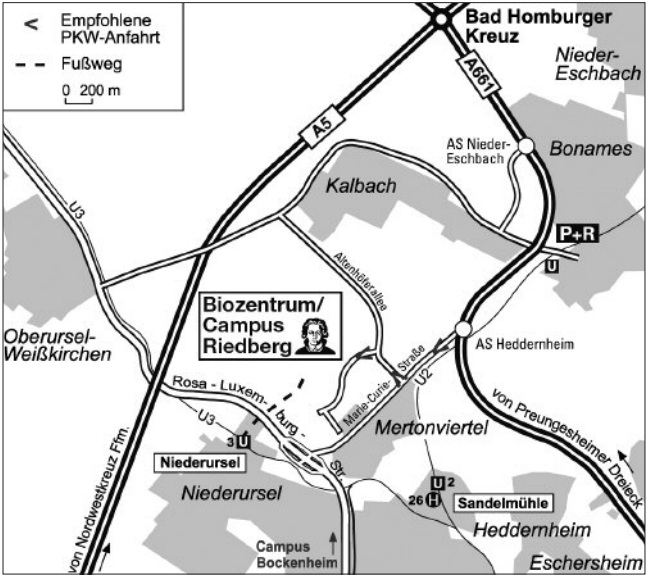 Empfohlene
PKW-Anfahrt
Fußweg
0 200 m
Bad Homburger
Kreuz
Nieder-
Eschbach
A661
A5
AS Nieder-
Eschbach
Bonames
Kalbach
U3
P+R
U
Altenhöferallee
Biozentrum/
Campus
Riedberg
Oberursel-
Weißkirchen
AS Heddernheim
Marie-Curie-
Straße
U2
Rosa-Luxem-
burg-
Str.
U3
3 U
Mertonviertel
von Preungesheimer Dreieck
Niederursel
Niederursel
U 2
26 H
Sandelmühle
Heddernheim
von Nordwestkreuz Ffm.
Campus
Bockenheim
Eschersheim